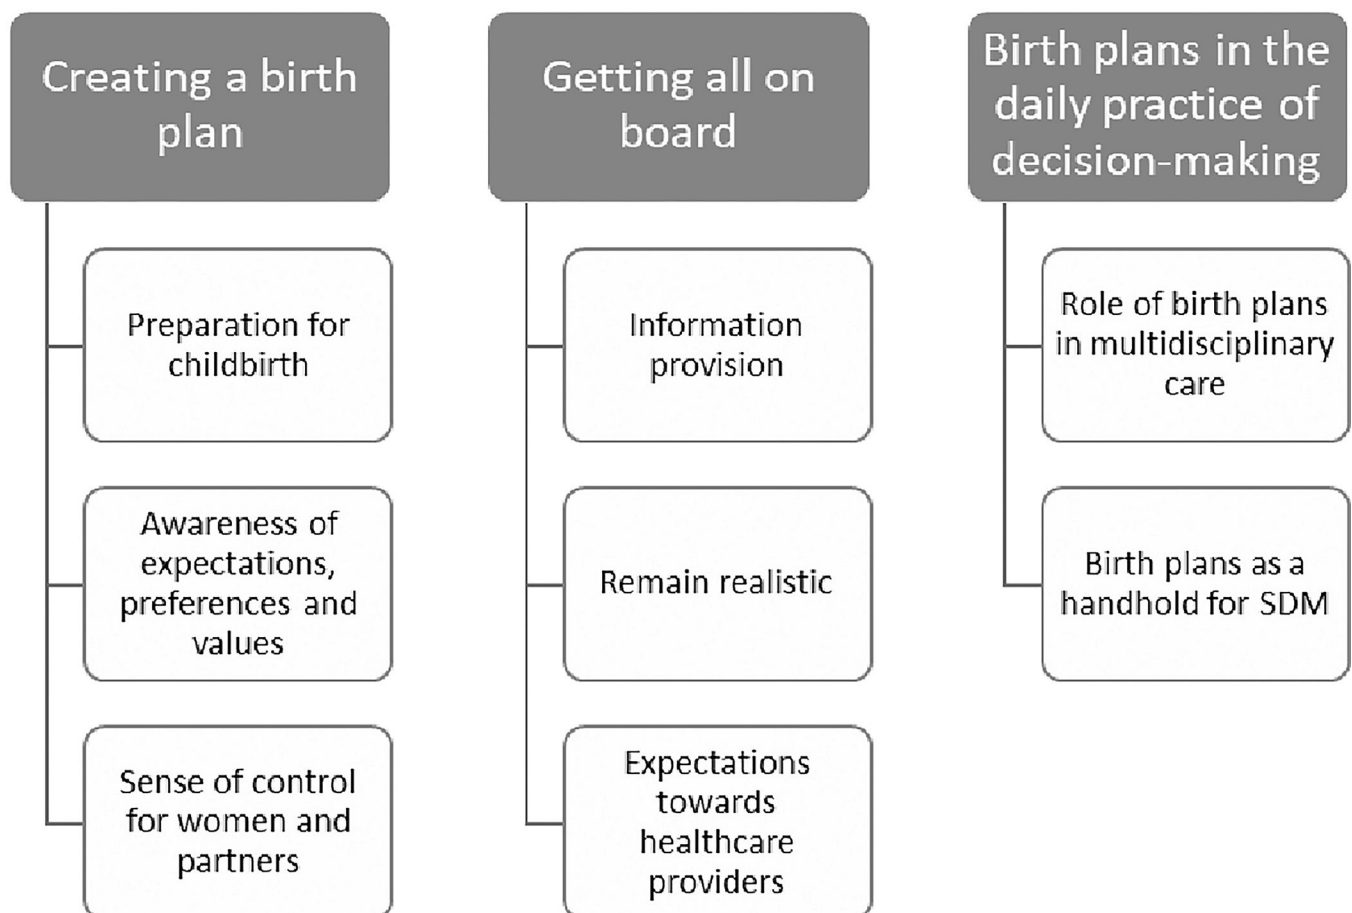 Creating a birth
plan
Preparation for
childbirth
Awareness of
expectations,
preferences and
values
Sense of control
for women and
partners
Getting all on
board
Information
provision
Remain realistic
Expectations
towards
healthcare
providers
Birth plans in the
daily practice of
decision-making
Role of birth plans
in multidisciplinary
care
Birth plans as a
handhold for SDM